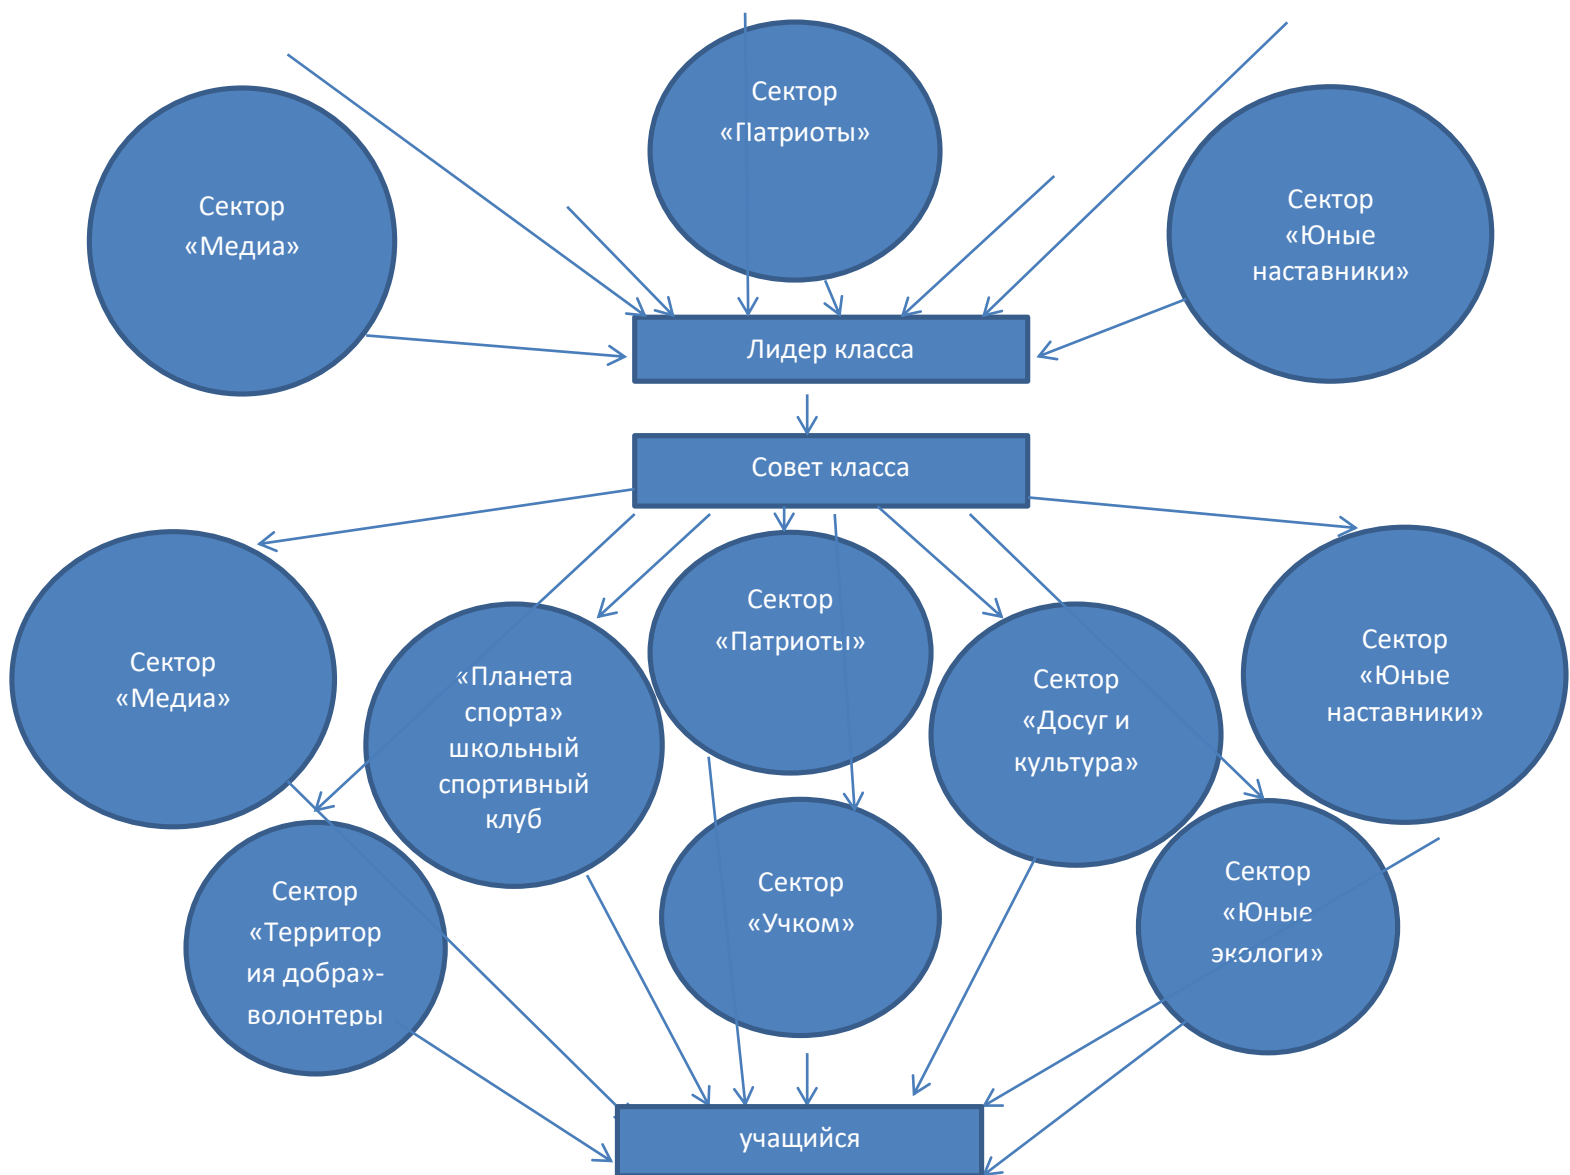 Сектор
«Патриоты»
Сектор
«Медиа»
Сектор
«Юные
наставники»
Лидер класса
Совет класса
Сектор
«Медиа»
«Планета
спорта»
школьный
спортивный
клуб
Сектор
«Патриоты»
Сектор
«Досуг и
культура»
Сектор
«Юные
наставники»
Сектор
«Территор
ия добра»-
волонтеры
Сектор
«Учком»
Сектор
«Юные
экологи»
учащийся